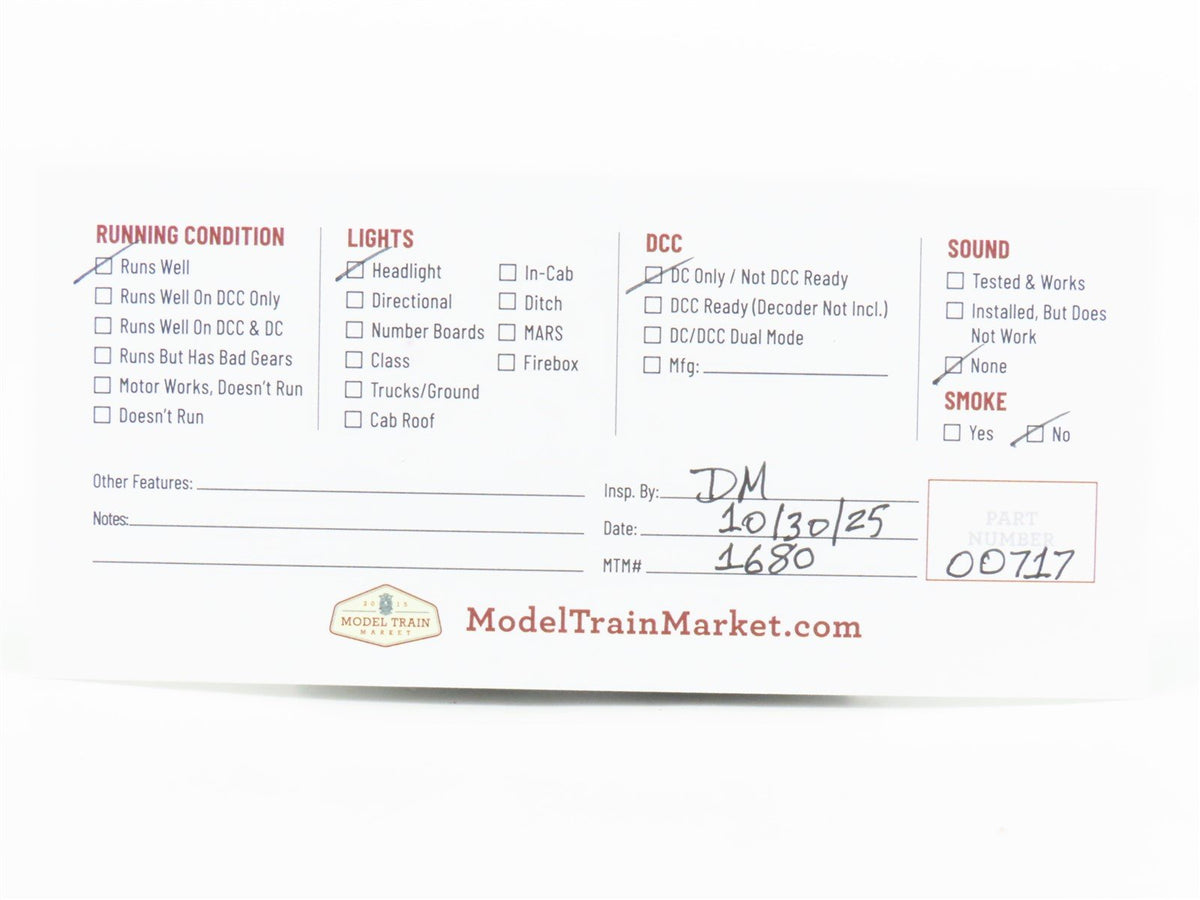 RUNNING CONDITION
Runs Well
Runs Well On DCC Only
Runs Well On DCC & DC
Runs But Has Bad Gears
Motor Works, Doesn't Run
Doesn't Run
LIGHTS
Headlight
Directional
Number Boards
Class
Trucks/Ground
Cab Roof
In-Cab
Ditch
MARS
Firebox
DCC
DC Only / Not DCC Ready
DCC Ready (Decoder Not Incl.)
DC/DCC Dual Mode
Mfg:
SOUND
Tested & Works
Installed, But Does
Not Work
None
SMOKE
Yes No
Other Features:
Notes:
Insp. By: DM
Date: 10/30/25
MTM# 1680
PART
NUMBER
00717
2015
MODEL TRAIN
MARKET
ModelTrainMarket.com